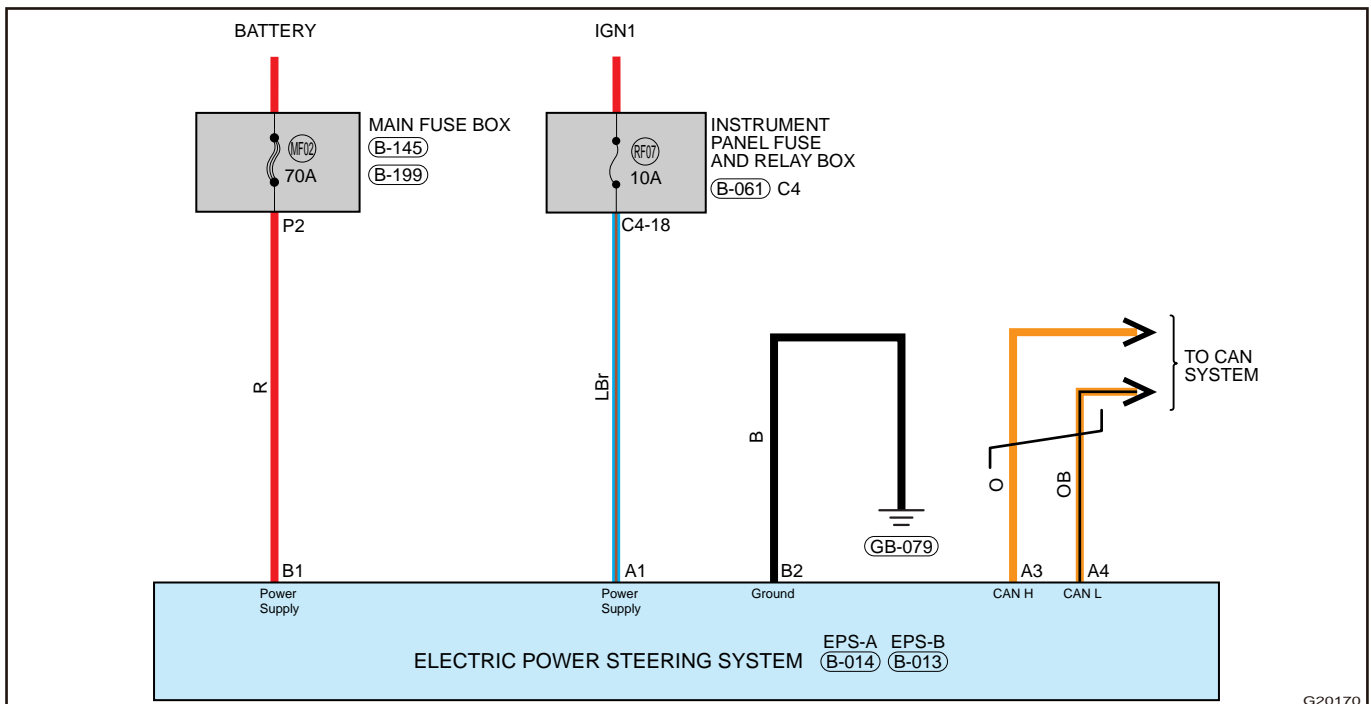 BATTERY
IGN1
MF02
70A
MAIN FUSE BOX
B-145
B-199
P2
RF07
10A
INSTRUMENT
PANEL FUSE
AND RELAY BOX
B-061 C4
C4-18
R
LBr
B
GB-079
O
OB
TO CAN
SYSTEM
B1
A1
B2
A3
A4
Power
Supply
Power
Supply
Ground
CAN H
CAN L
ELECTRIC POWER STEERING SYSTEM
EPS-A EPS-B
B-014 B-013
G20170